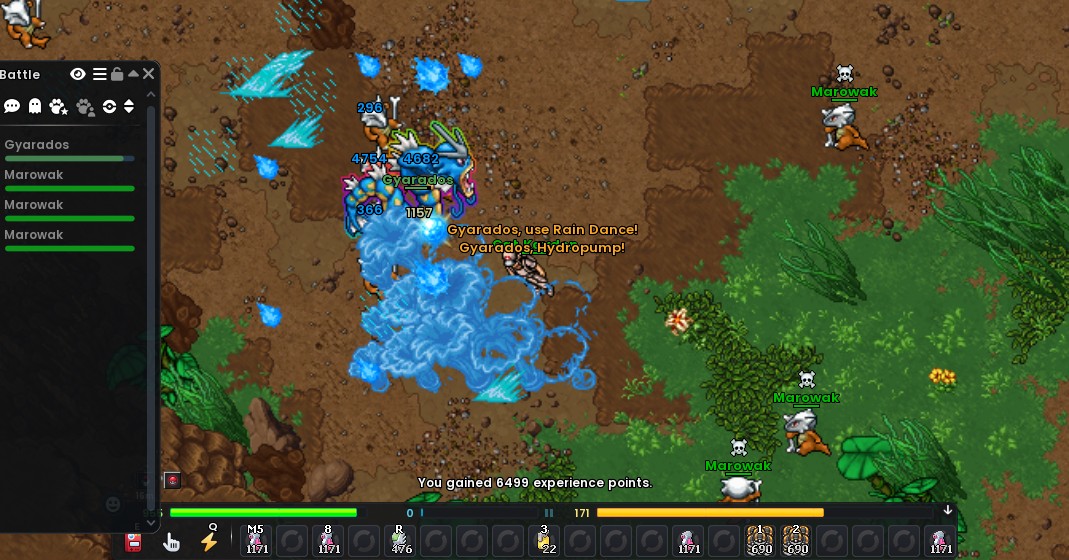 Battle
Gyarados
Marowak
Marowak
Marowak
296
4754
4682
Gyarados
366
1157
Gyarados, use Rain Dance!
Gyarados, Hydropump!
Marowak
Marowak
Marowak
You gained 6499 experience points.
0
171
E
Q
M5
1171
8
1171
R
476
3
22
1171
1
690
2
690
1171